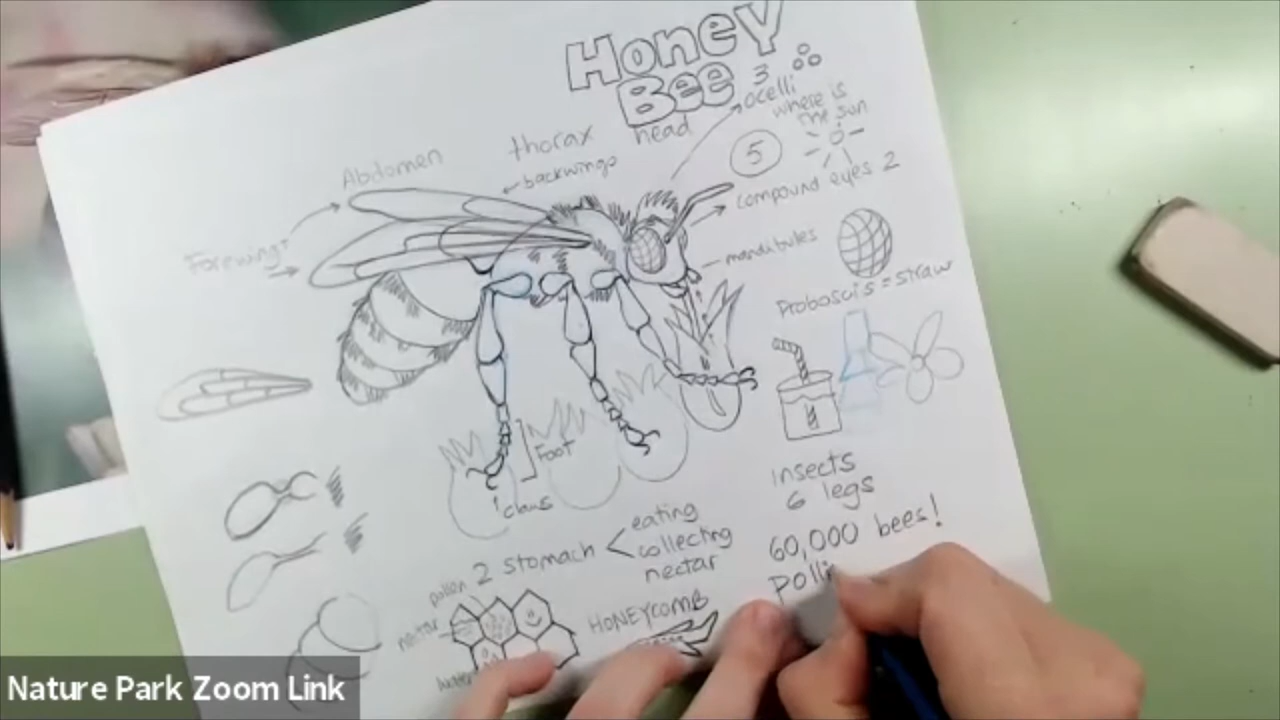 Honey
Bee
3
ocelli
where is
the sun
head
thorax
backwings
Abdomen
5
compound eyes 2
Forewings
mandibules
Proboscis = straw
Foot
claws
insects
6 legs
60,000 bees!
polli
2 stomach < eating
collecting
nectar
pollen
nectar
HONEYCOMB
Nature Park Zoom Link